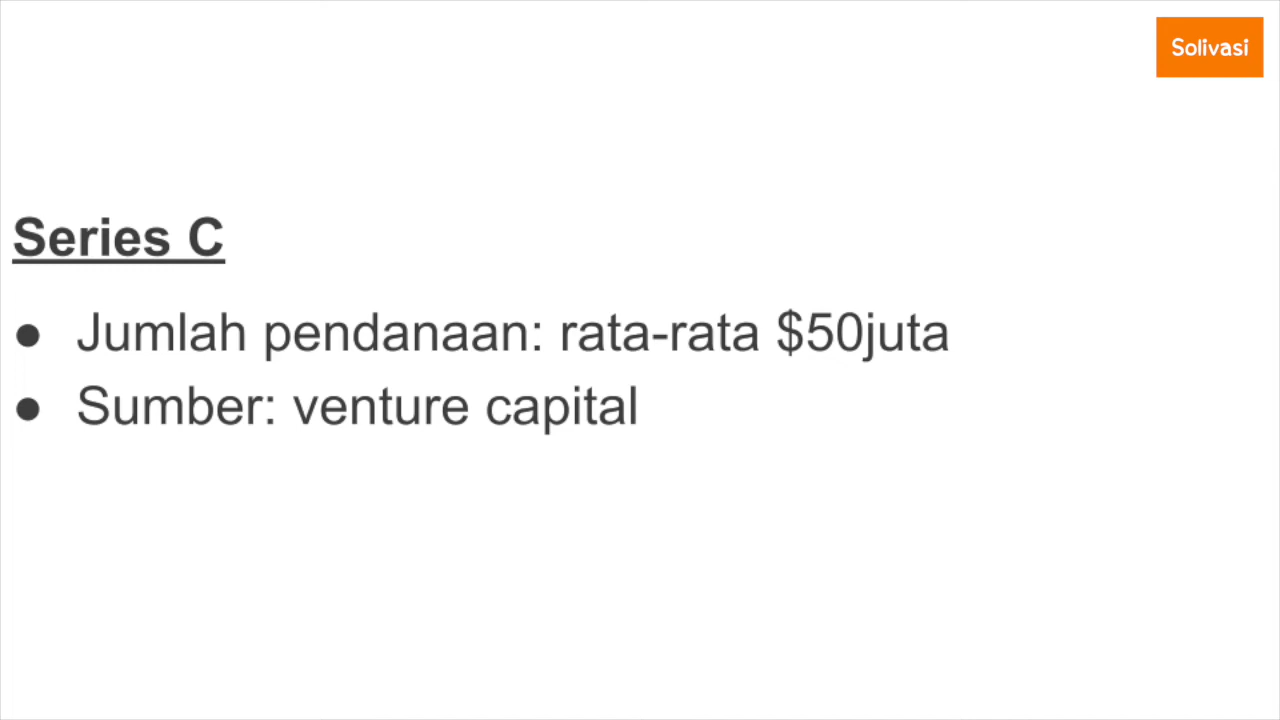 Solivasi
Series C
● Jumlah pendanaan: rata-rata $50juta
● Sumber: venture capital